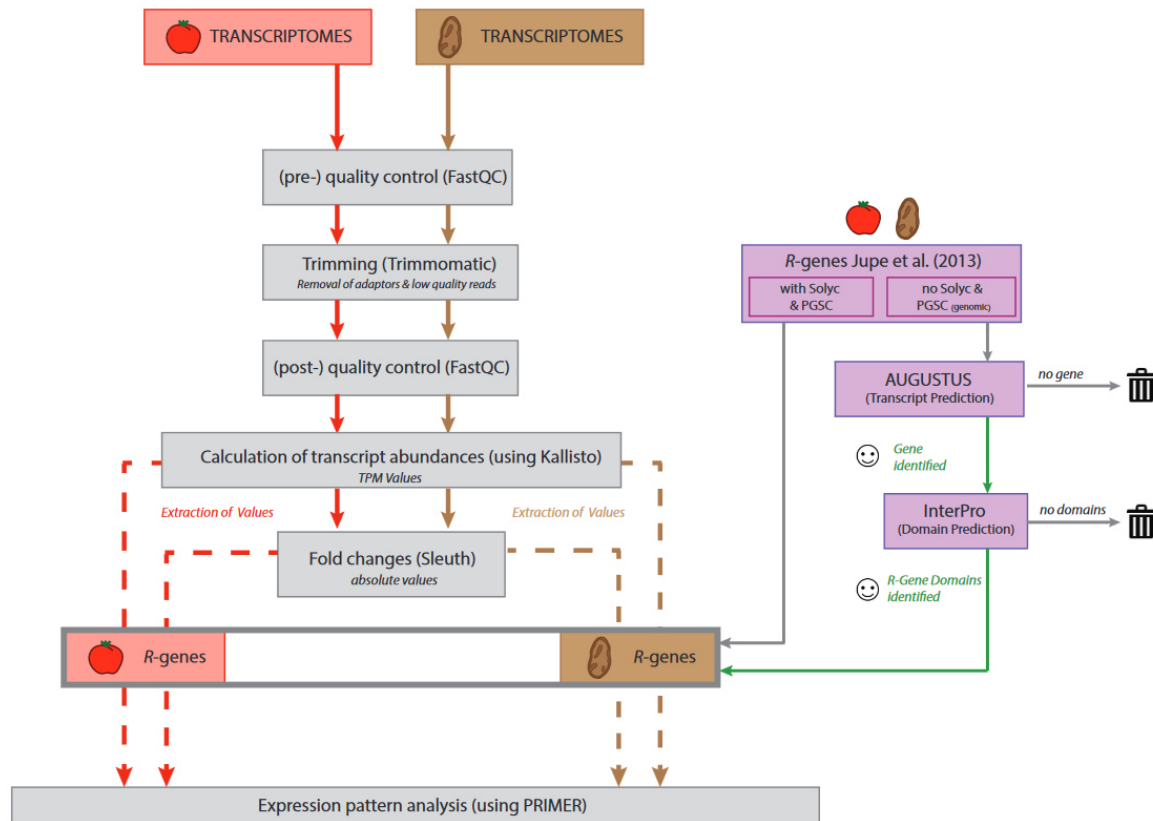 TRANSCRIPTOMES
TRANSCRIPTOMES
(pre-) quality control (FastQC)
Trimming (Trimmomatic)
Removal of adaptors & low quality reads
(post-) quality control (FastQC)
Calculation of transcript abundances (using Kallisto)
TPM Values
Extraction of Values
Extraction of Values
Fold changes (Sleuth)
absolute values
R-genes
R-genes
Expression pattern analysis (using PRIMER)
R-genes Jupe et al. (2013)
with Solyc
& PGSC
no Solyc &
PGSC (genomic)
AUGUSTUS
(Transcript Prediction)
no gene
Gene
identified
InterPro
(Domain Prediction)
no domains
R-Gene Domains
identified